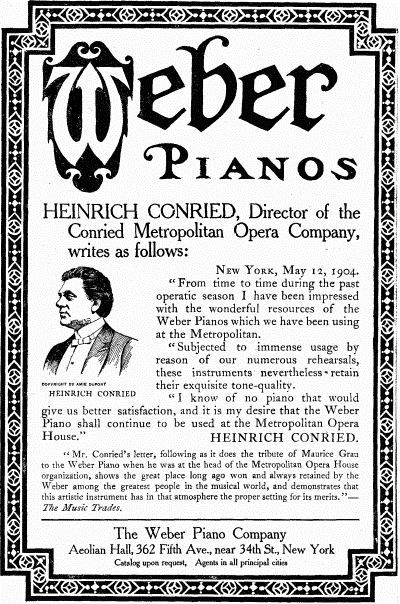 Weber
PIANOS
HEINRICH CONRIED, Director of the
Conried Metropolitan Opera Company,
writes as follows:
NEW YORK, MAY 12, 1904.
"From time to time during the past
operatic season I have been impressed
with the wonderful resources of the
Weber Pianos which we have been using
at the Metropolitan.
"Subjected to immense usage by
reason of our numerous rehearsals,
these instruments nevertheless retain
their exquisite tone-quality.
COPYRIGHT BY AIME DUPONT
HEINRICH CONRIED
"I know of no piano that would
give us better satisfaction, and it is my desire that the Weber
Piano shall continue to be used at the Metropolitan Opera
House." HEINRICH CONRIED.
"Mr. Conried's letter, following as it does the tribute of Maurice Grau
to the Weber Piano when he was at the head of the Metropolitan Opera House
organization, shows the great place long ago won and always retained by the
Weber among the greatest people in the musical world, and demonstrates that
this artistic instrument has in that atmosphere the proper setting for its merits."—
The Music Trades.
The Weber Piano Company
Aeolian Hall, 362 Fifth Ave., near 34th St., New York
Catalog upon request, Agents in all principal cities